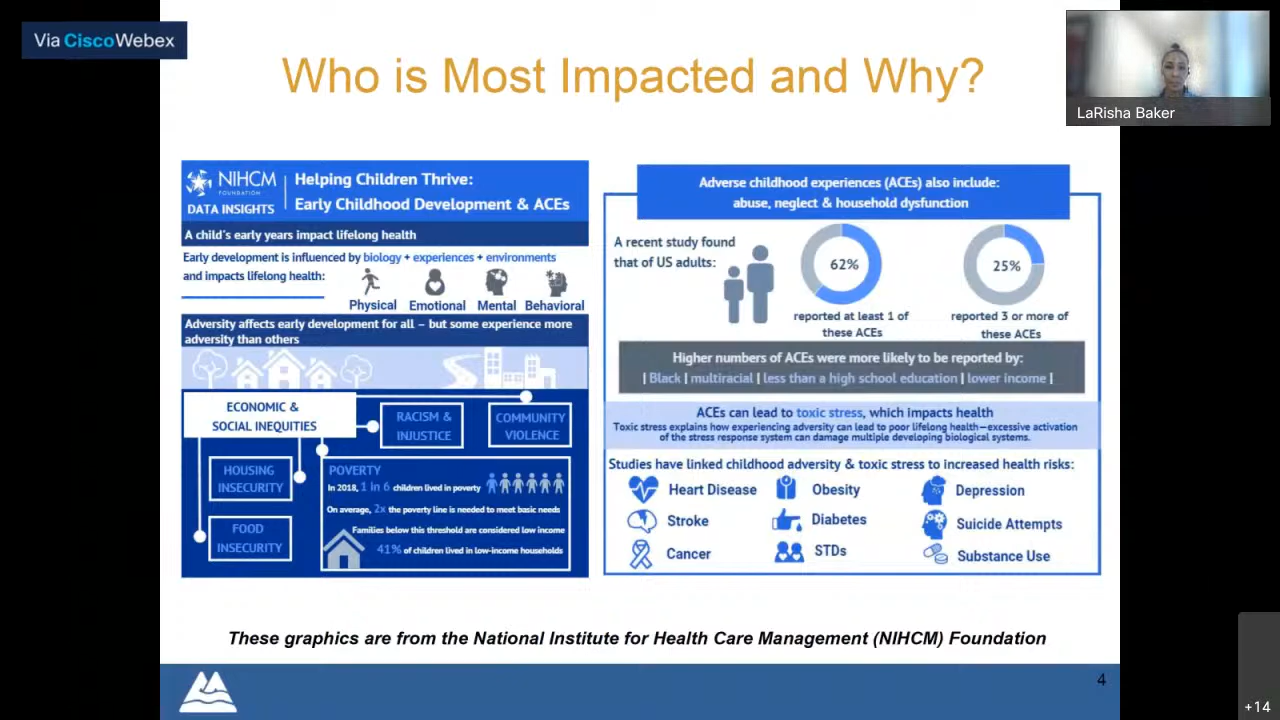 Via CiscoWebex
Who is Most Impacted and Why?
LaRisha Baker
NIHCM
FOUNDATION
DATA INSIGHTS
Helping Children Thrive:
Early Childhood Development & ACEs
A child's early years impact lifelong health
Early development is influenced by biology + experiences + environments
and impacts lifelong health:
Physical Emotional Mental Behavioral
Adversity affects early development for all – but some experience more
adversity than others
ECONOMIC &
SOCIAL INEQUITIES
RACISM &
INJUSTICE
COMMUNITY
VIOLENCE
HOUSING
INSECURITY
FOOD
INSECURITY
POVERTY
In 2018, 1 in 6 children lived in poverty
On average, 2x the poverty line is needed to meet basic needs
Families below this threshold are considered low income
41% of children lived in low-income households
Adverse childhood experiences (ACEs) also include:
abuse, neglect & household dysfunction
A recent study found
that of US adults:
62%
reported at least 1 of
these ACEs
25%
reported 3 or more of
these ACEs
Higher numbers of ACEs were more likely to be reported by:
| Black | multiracial | less than a high school education | lower income |
ACEs can lead to toxic stress, which impacts health
Toxic stress explains how experiencing adversity can lead to poor lifelong health—excessive activation
of the stress response system can damage multiple developing biological systems.
Studies have linked childhood adversity & toxic stress to increased health risks:
Heart Disease Obesity Depression
Stroke Diabetes Suicide Attempts
Cancer STDs Substance Use
These graphics are from the National Institute for Health Care Management (NIHCM) Foundation
4
+14